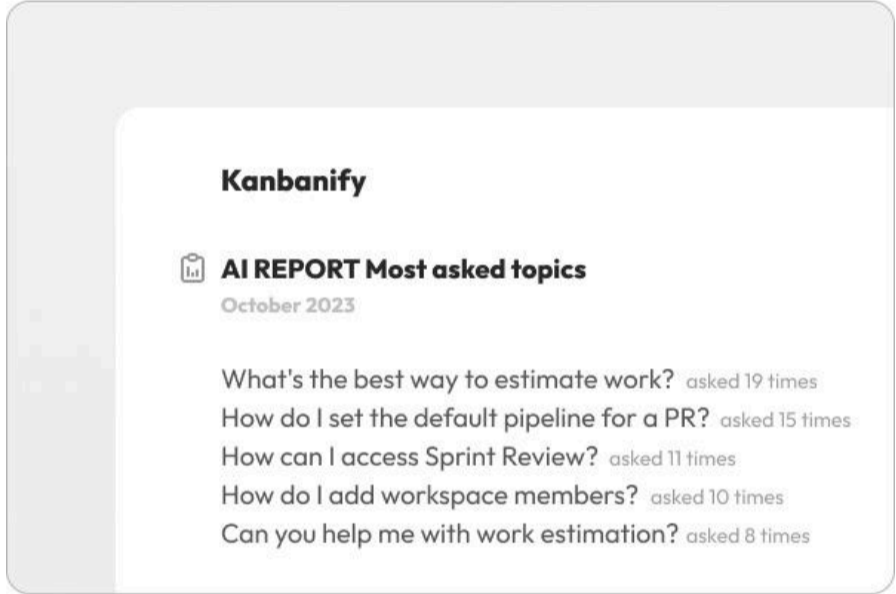 Kanbanify
AI REPORT Most asked topics
October 2023
What's the best way to estimate work? asked 19 times
How do I set the default pipeline for a PR? asked 15 times
How can I access Sprint Review? asked 11 times
How do I add workspace members? asked 10 times
Can you help me with work estimation? asked 8 times